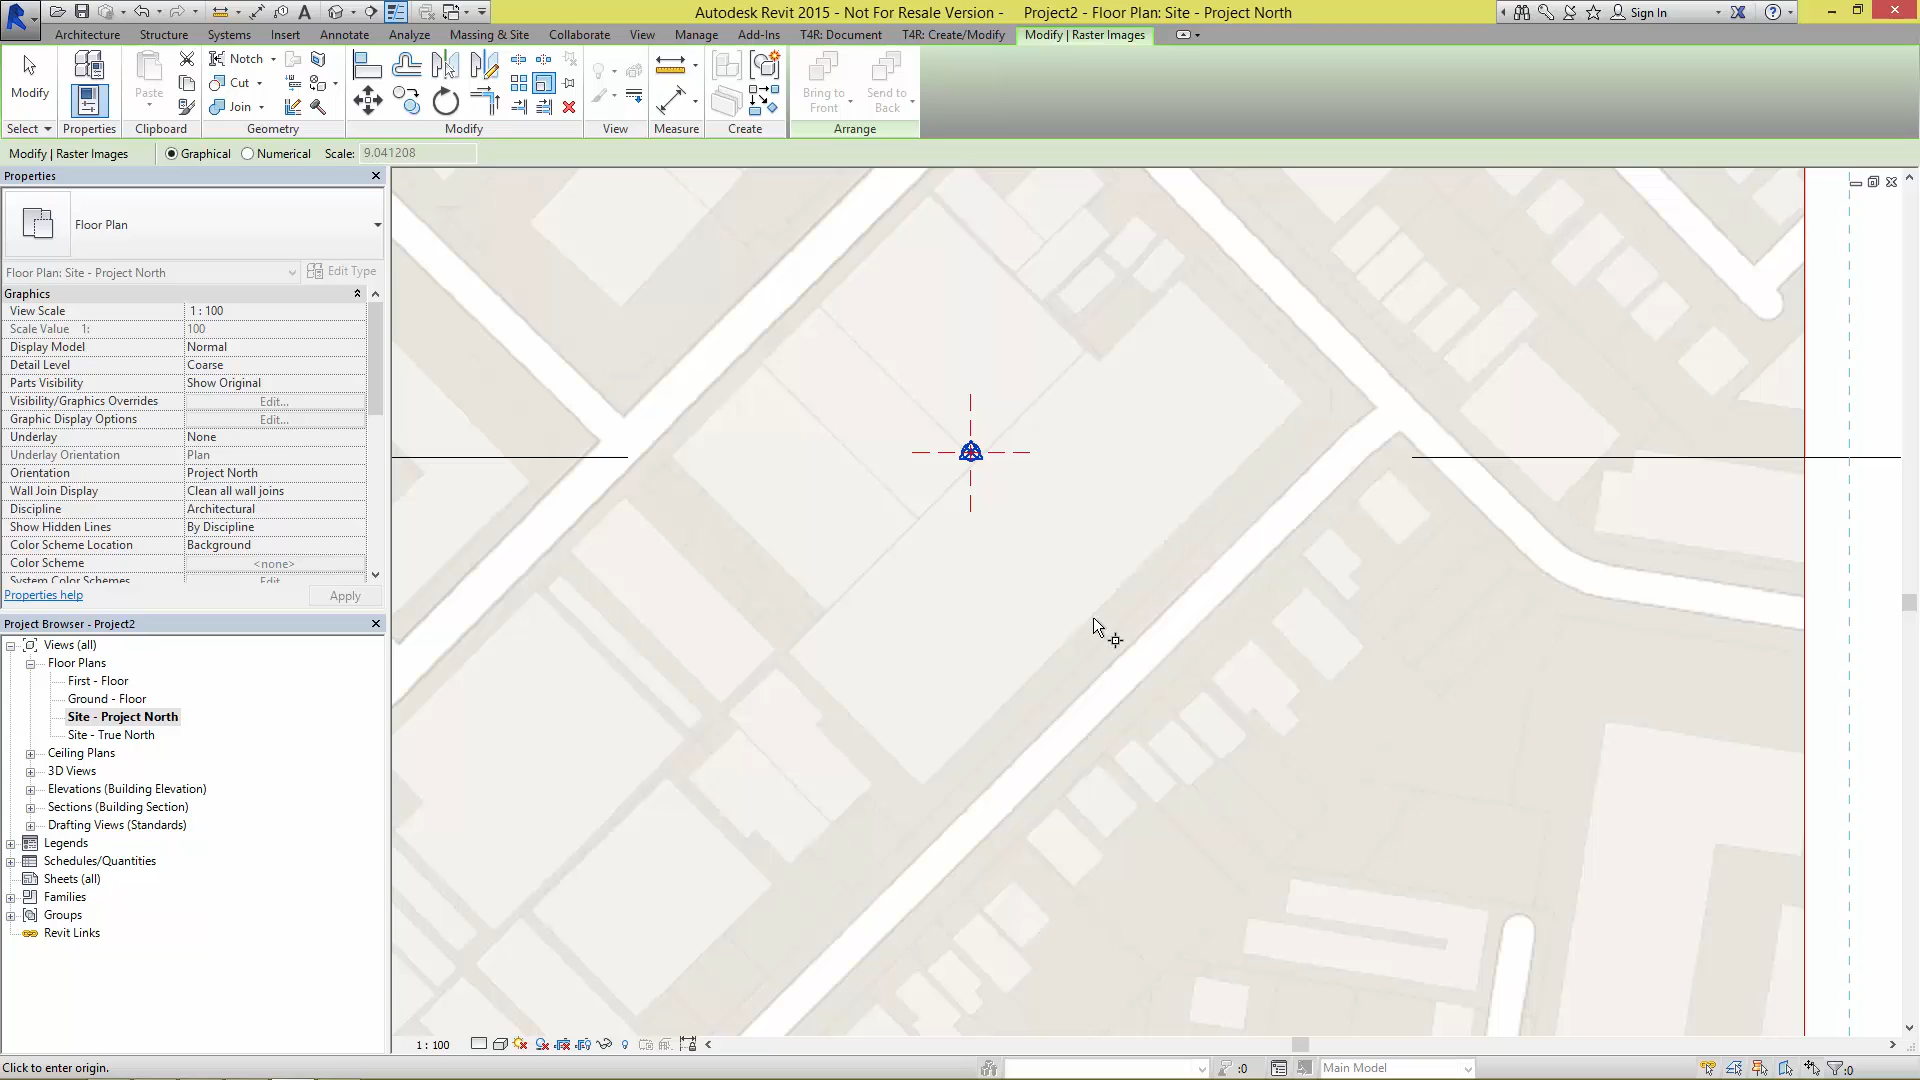 Autodesk Revit 2015 - Not For Resale Version - Project2 - Floor Plan: Site - Project North
Sign In
Architecture Structure Systems Insert Annotate Analyze Massing & Site Collaborate View Manage Add-Ins T4R: Document T4R: Create/Modify Modify | Raster Images
Modify
Paste
Notch
Cut
Join
Bring to Front
Send to Back
Select Properties Clipboard Geometry Modify View Measure Create Arrange
Modify | Raster Images Graphical Numerical Scale: 9.041208
Properties
Floor Plan
Floor Plan: Site - Project North Edit Type
Graphics
View Scale 1 : 100
Scale Value 1: 100
Display Model Normal
Detail Level Coarse
Parts Visibility Show Original
Visibility/Graphics Overrides Edit...
Graphic Display Options Edit...
Underlay None
Underlay Orientation Plan
Orientation Project North
Wall Join Display Clean all wall joins
Discipline Architectural
Show Hidden Lines By Discipline
Color Scheme Location Background
Color Scheme <none>
System Color Schemes Edit
Properties help Apply
Project Browser - Project2
Views (all)
Floor Plans
First - Floor
Ground - Floor
Site - Project North
Site - True North
Ceiling Plans
3D Views
Elevations (Building Elevation)
Sections (Building Section)
Drafting Views (Standards)
Legends
Schedules/Quantities
Sheets (all)
Families
Groups
Revit Links
1 : 100
Click to enter origin. :0 Main Model :0